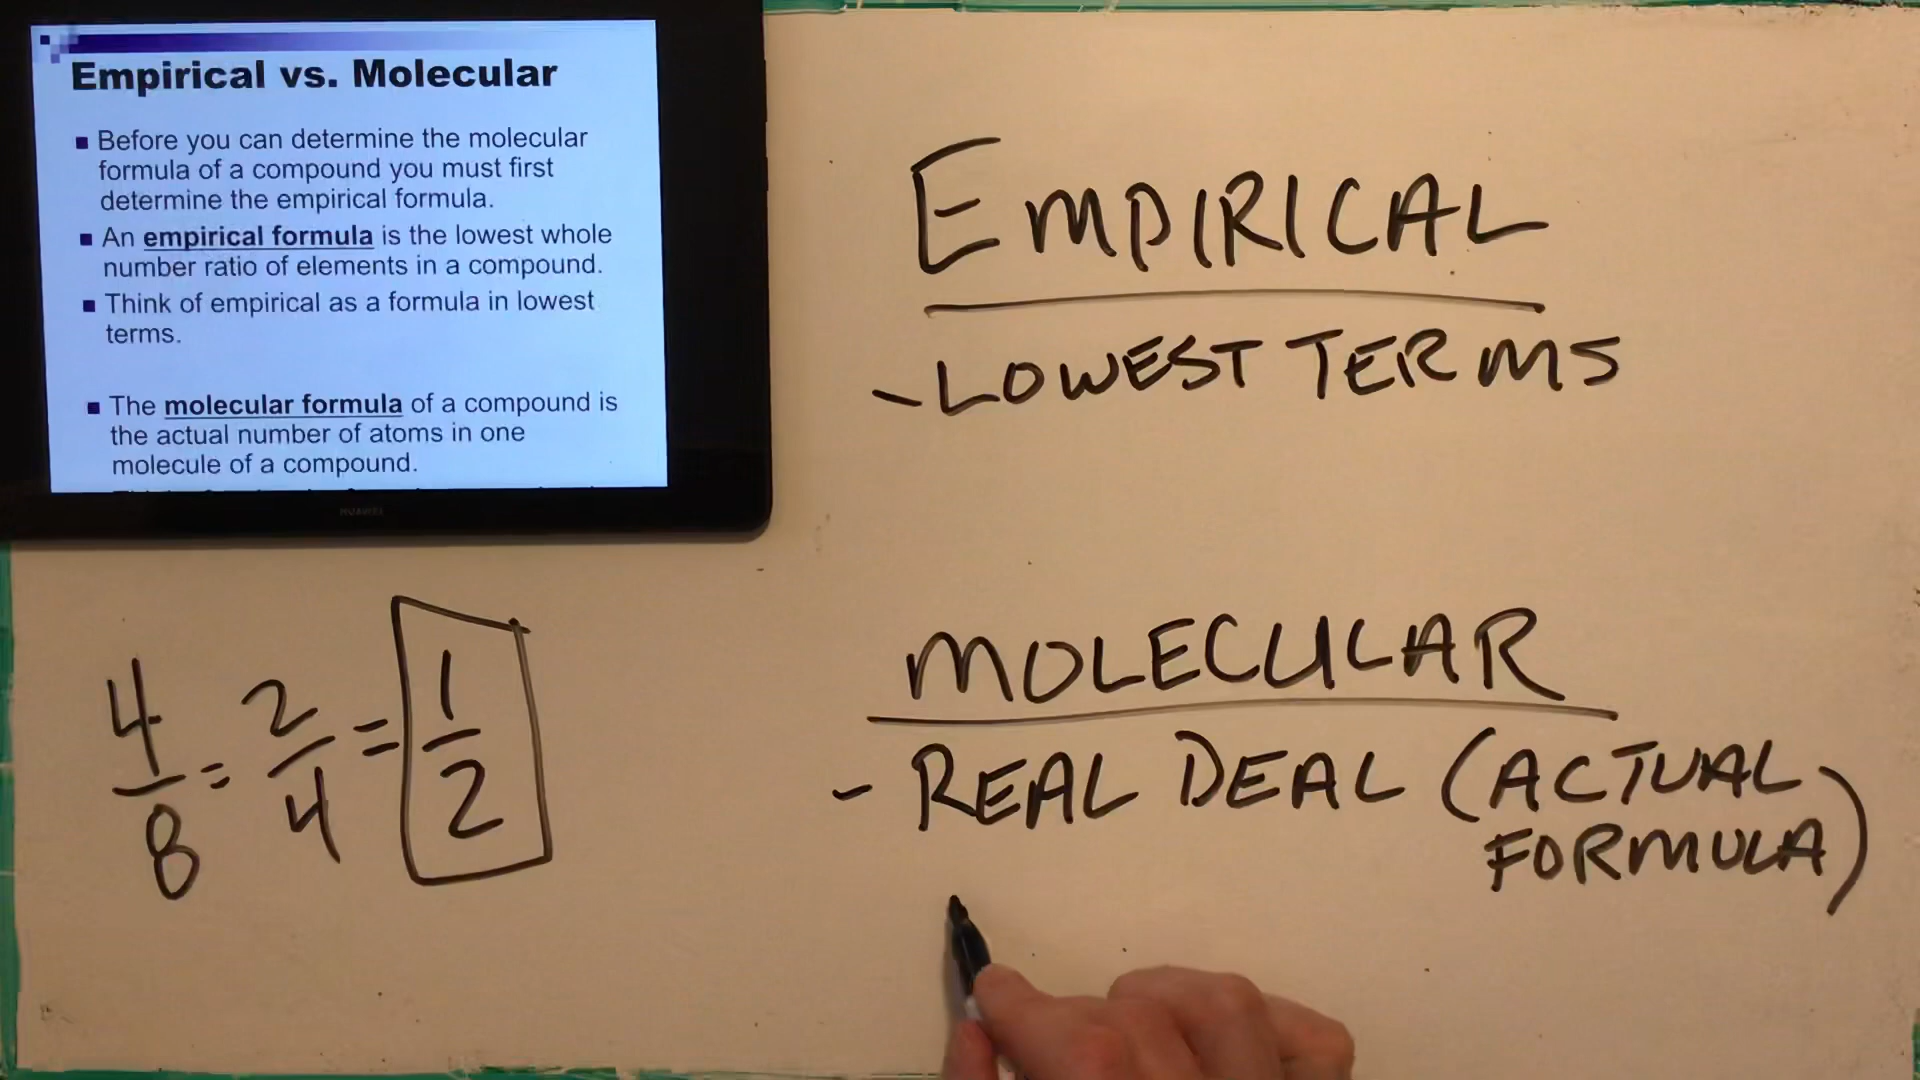 Empirical vs. Molecular
Before you can determine the molecular
formula of a compound you must first
determine the empirical formula.
An empirical formula is the lowest whole
number ratio of elements in a compound.
Think of empirical as a formula in lowest
terms.
The molecular formula of a compound is
the actual number of atoms in one
molecule of a compound.
HUAWEI
EMPIRICAL
- LOWEST TERMS
4/8 = 2/4 = 1/2
MOLECULAR
- REAL DEAL (ACTUAL
FORMULA)